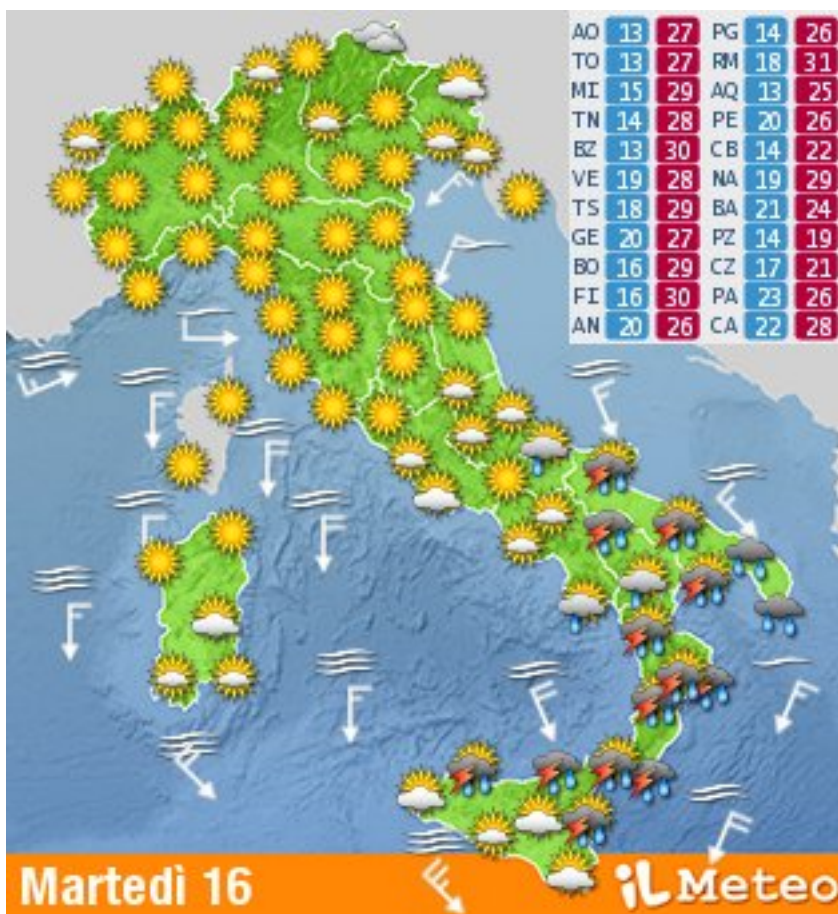 AO 13 27 PG 14 26
TO 13 27 RM 18 31
MI 15 29 AQ 13 25
TN 14 28 PE 20 26
BZ 13 30 CB 14 22
VE 19 28 NA 19 29
TS 18 29 BA 21 24
GE 20 27 PZ 14 19
BO 16 29 CZ 17 21
FI 16 30 PA 23 26
AN 20 26 CA 22 28
Martedì 16
iL Meteo